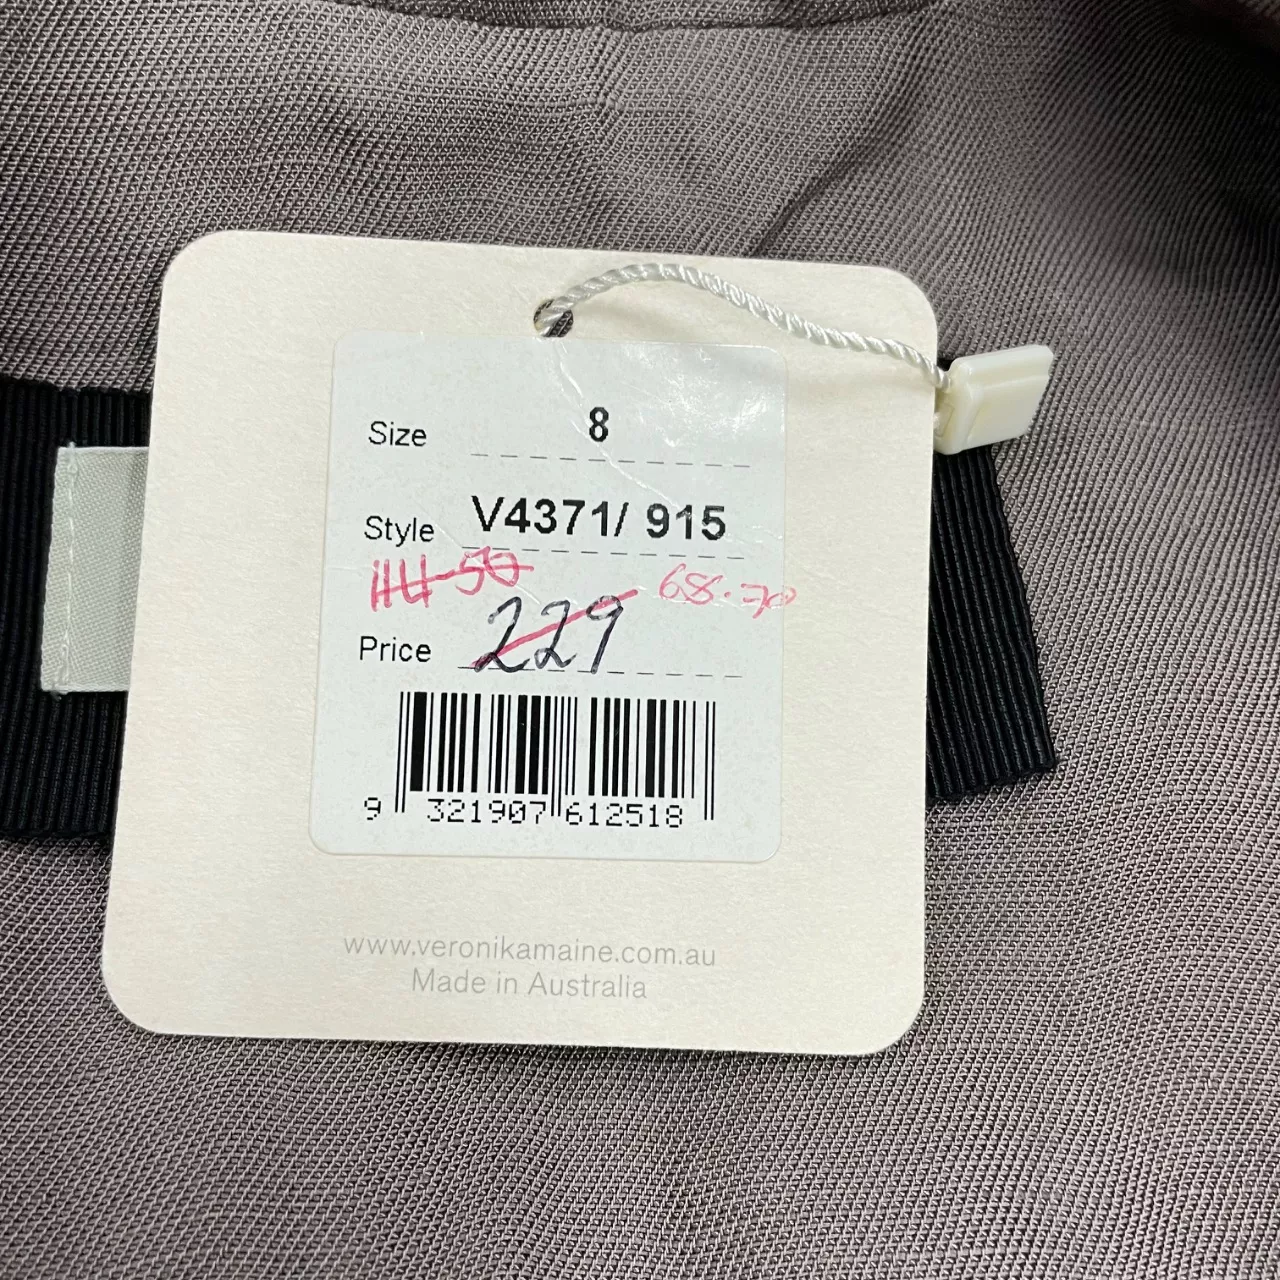 Size 8
Style V4371/ 915
114-50 68.70
Price 229
9 321907 612518
www.veronikamaine.com.au
Made in Australia